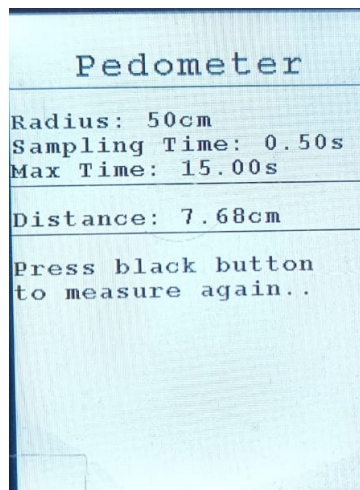 Pedometer
Radius: 50cm
Sampling Time: 0.50s
Max Time: 15.00s
Distance: 7.68cm
Press black button
to measure again..